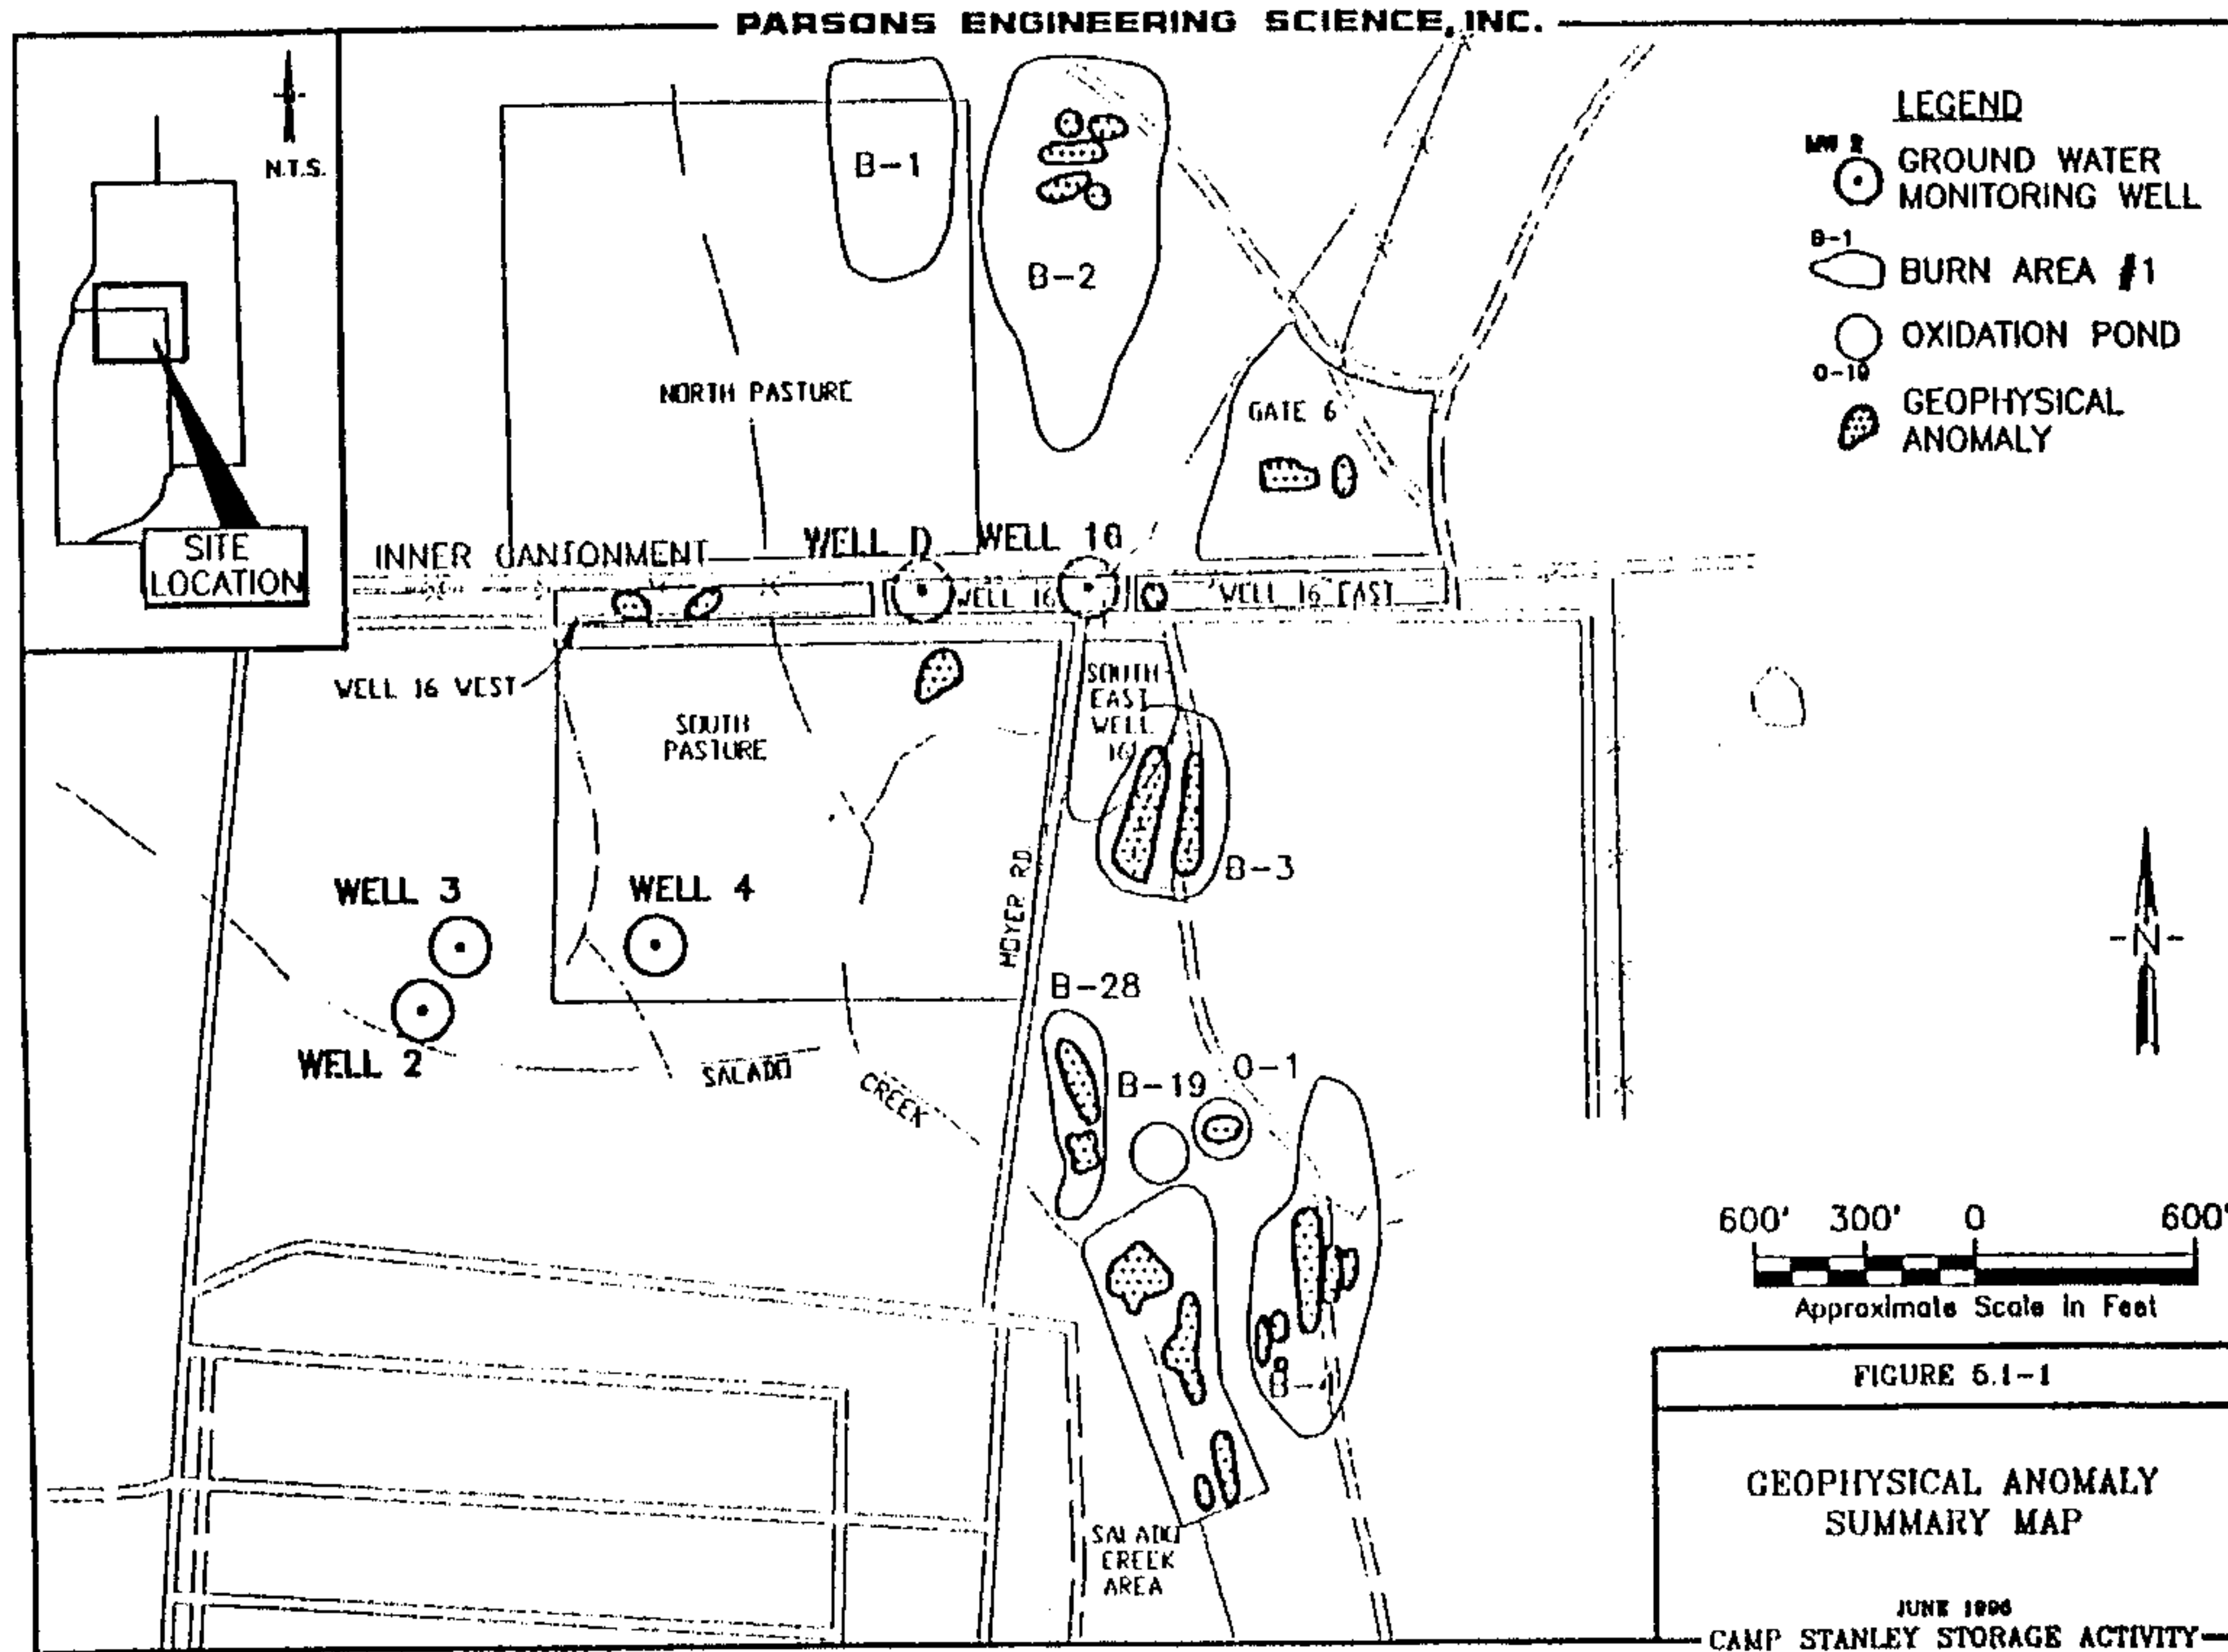 PARSONS ENGINEERING SCIENCE, INC.
N.T.S.
SITE
LOCATION
LEGEND
GROUND WATER
MONITORING WELL
B-1
BURN AREA #1
OXIDATION POND
GEOPHYSICAL
ANOMALY
B-1
B-2
NORTH PASTURE
GATE 6
INNER CANTONMENT
WELL D
WELL 16
WELL 16
WELL 16 EAST
WELL 16 WEST
SOUTH
PASTURE
SOUTH
EAST
WELL
16
B-3
WELL 3
WELL 4
WELL 2
MOYER RD.
B-28
SALADO
CREEK
B-19
O-1
B-4
SALADO
CREEK
AREA
N
600' 300' 0 600'
Approximate Scale in Feet
FIGURE 6.1-1
GEOPHYSICAL ANOMALY
SUMMARY MAP
JUNE 1996
CAMP STANLEY STORAGE ACTIVITY